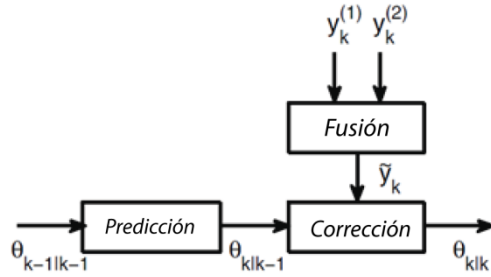 y_k^(1) y_k^(2)
Fusión
ỹ_k
Predicción
Corrección
θ_k-1|k-1
θ_k|k-1
θ_k|k